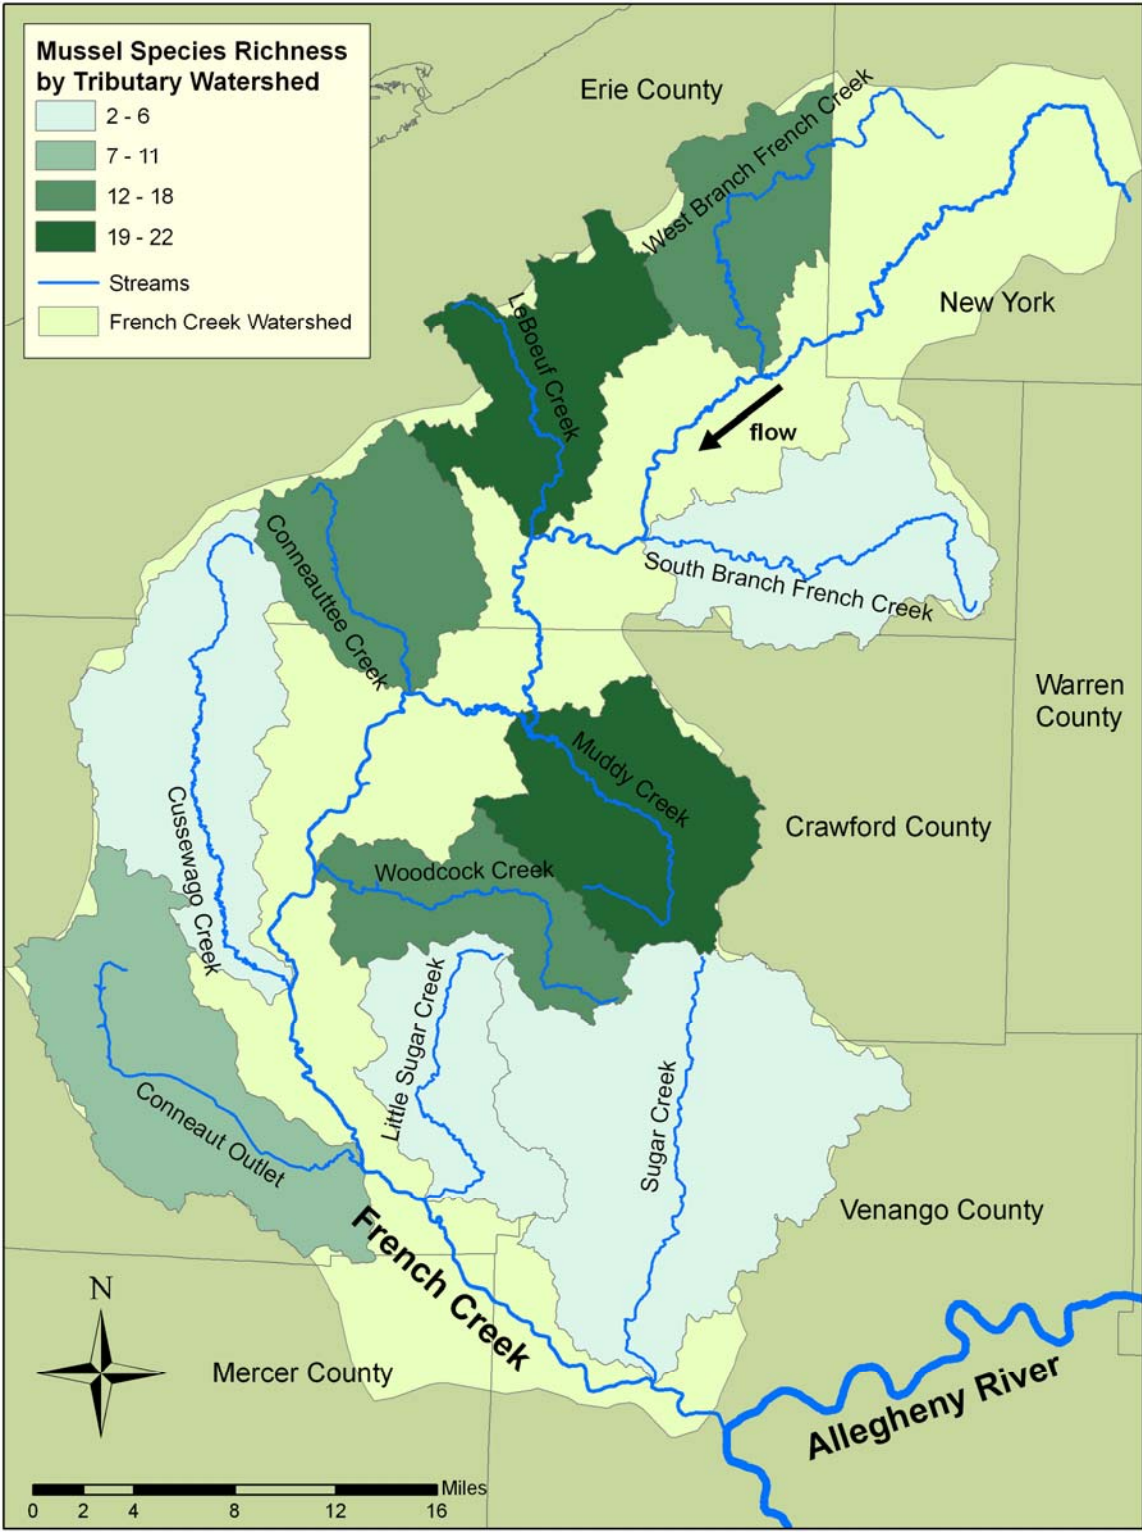 Mussel Species Richness
by Tributary Watershed
2 - 6
7 - 11
12 - 18
19 - 22
Streams
French Creek Watershed
Erie County
West Branch French Creek
New York
LeBoeuf Creek
flow
Conneauttee Creek
South Branch French Creek
Warren
County
Muddy Creek
Crawford County
Cussewago Creek
Woodcock Creek
Little Sugar Creek
Sugar Creek
Conneaut Outlet
Venango County
French Creek
N
Mercer County
Allegheny River
Miles
0 2 4 8 12 16